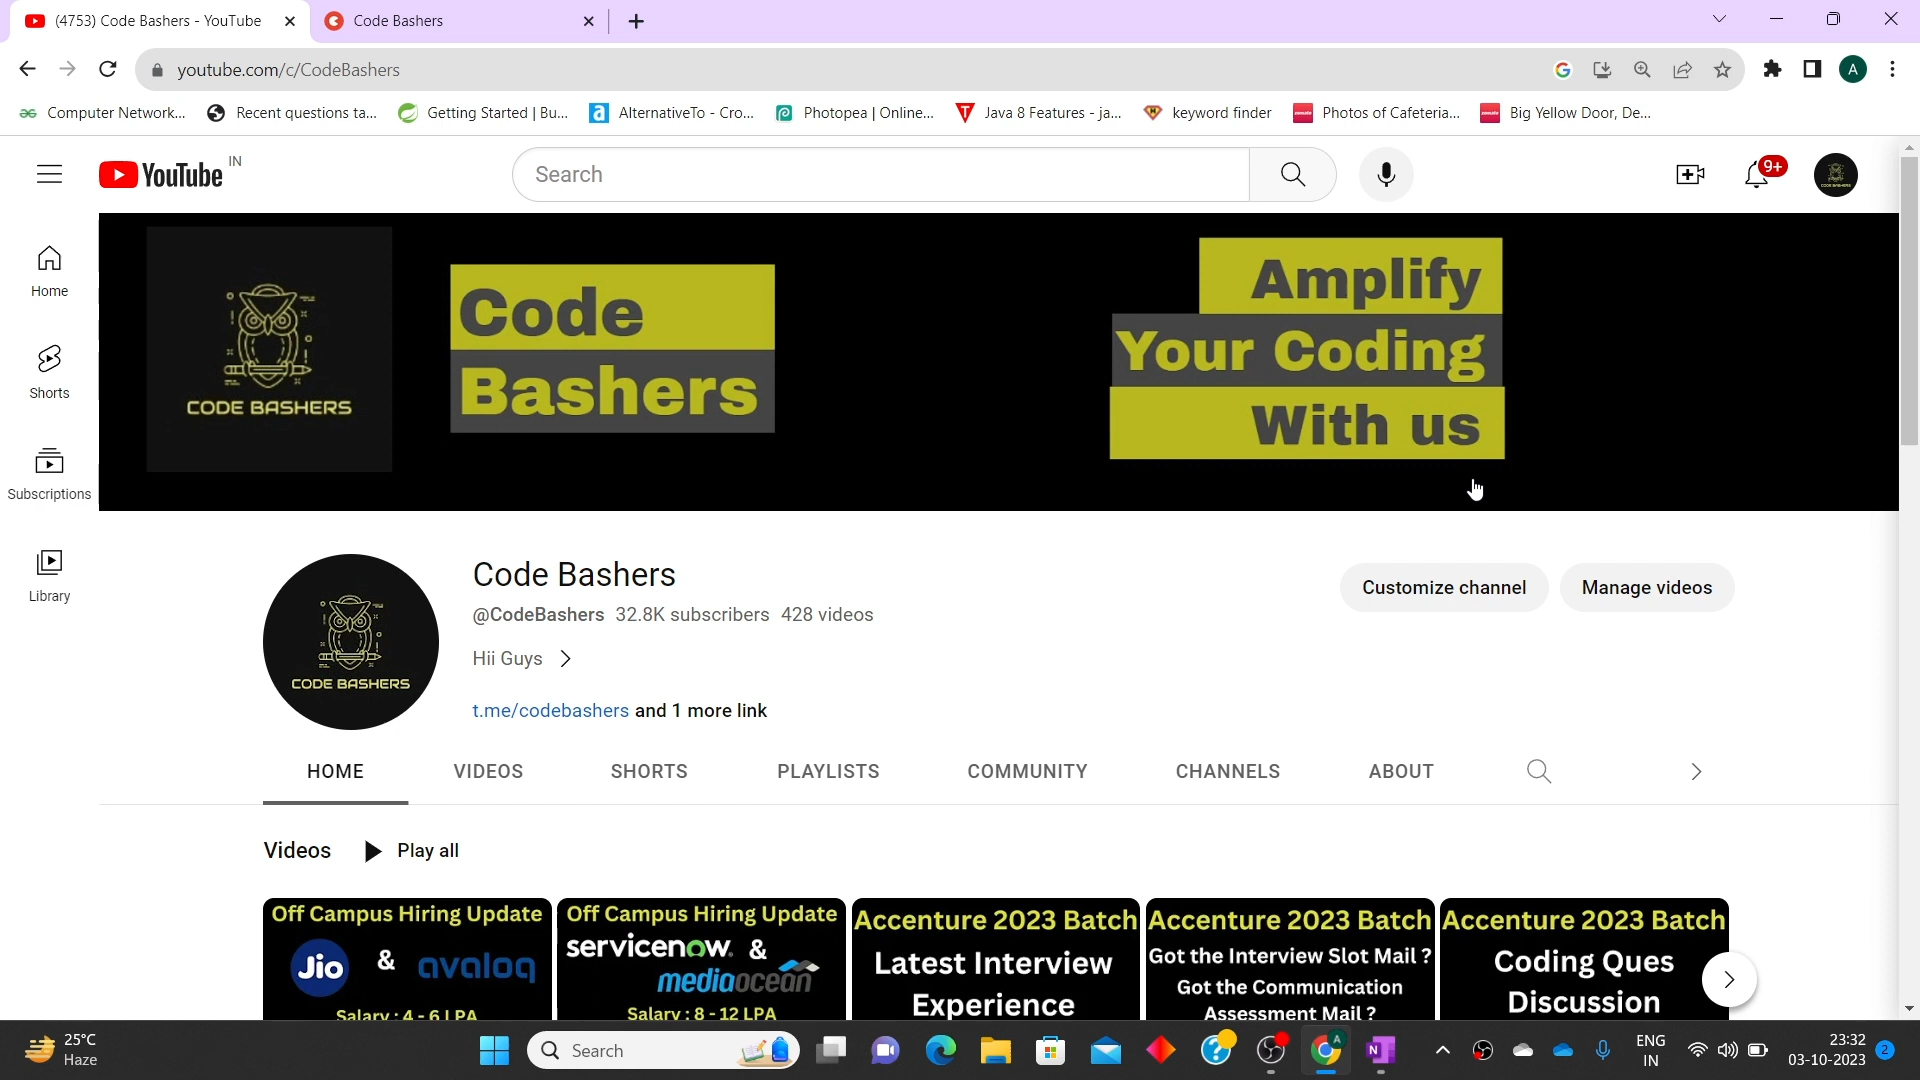 (4753) Code Bashers - YouTube
Code Bashers
youtube.com/c/CodeBashers
A
Computer Network...
Recent questions ta...
Getting Started | Bu...
AlternativeTo - Cro...
Photopea | Online...
Java 8 Features - ja...
keyword finder
Photos of Cafeteria...
Big Yellow Door, De...
YouTube IN
Search
9+
Home
Shorts
Subscriptions
Library
CODE BASHERS
Code
Bashers
Amplify
Your Coding
With us
CODE BASHERS
Code Bashers
@CodeBashers 32.8K subscribers 428 videos
Hii Guys
t.me/codebashers and 1 more link
Customize channel
Manage videos
HOME
VIDEOS
SHORTS
PLAYLISTS
COMMUNITY
CHANNELS
ABOUT
Videos
Play all
Off Campus Hiring Update
Jio & avaloq
Salary : 4 - 6 LPA
Off Campus Hiring Update
servicenow. &
mediaocean
Salary : 8 - 12 LPA
Accenture 2023 Batch
Latest Interview
Experience
Accenture 2023 Batch
Got the Interview Slot Mail ?
Got the Communication
Assessment Mail ?
Accenture 2023 Batch
Coding Ques
Discussion
25°C
Haze
Search
ENG
IN
23:32
03-10-2023
2